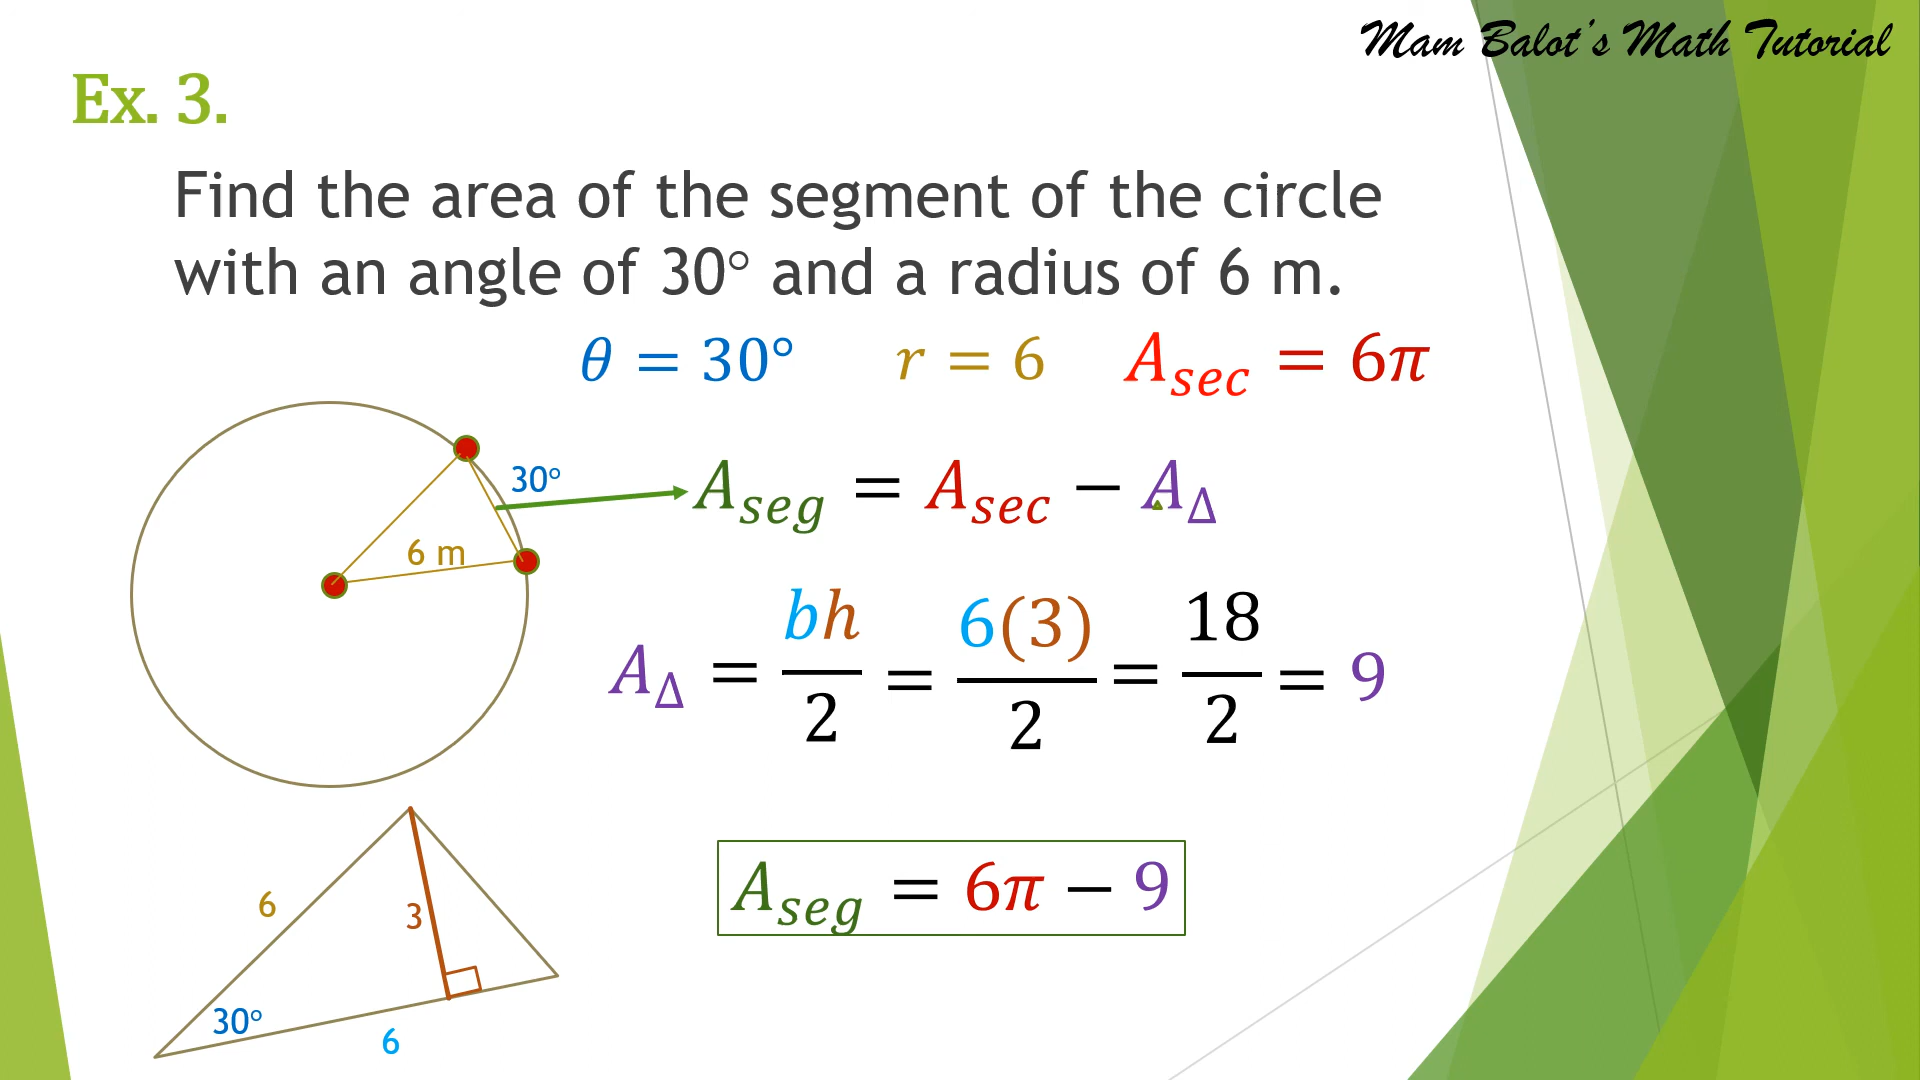 Mam Balot's Math Tutorial
Ex. 3.
Find the area of the segment of the circle
with an angle of 30° and a radius of 6 m.
θ = 30° r = 6 A_sec = 6π
30°
A_seg = A_sec − A_Δ
6 m
A_Δ = bh/2 = 6(3)/2 = 18/2 = 9
A_seg = 6π − 9
6
3
30°
6